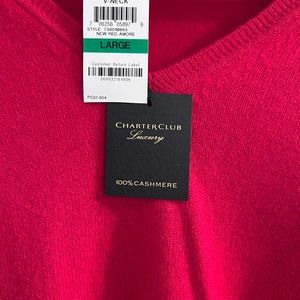 V-NECK
7 06256 05897 9
STYLE 73001M893
NEW RED AMORE
LARGE
Customer Return Label
PC01-004
CHARTER CLUB
Luxury
100% CASHMERE